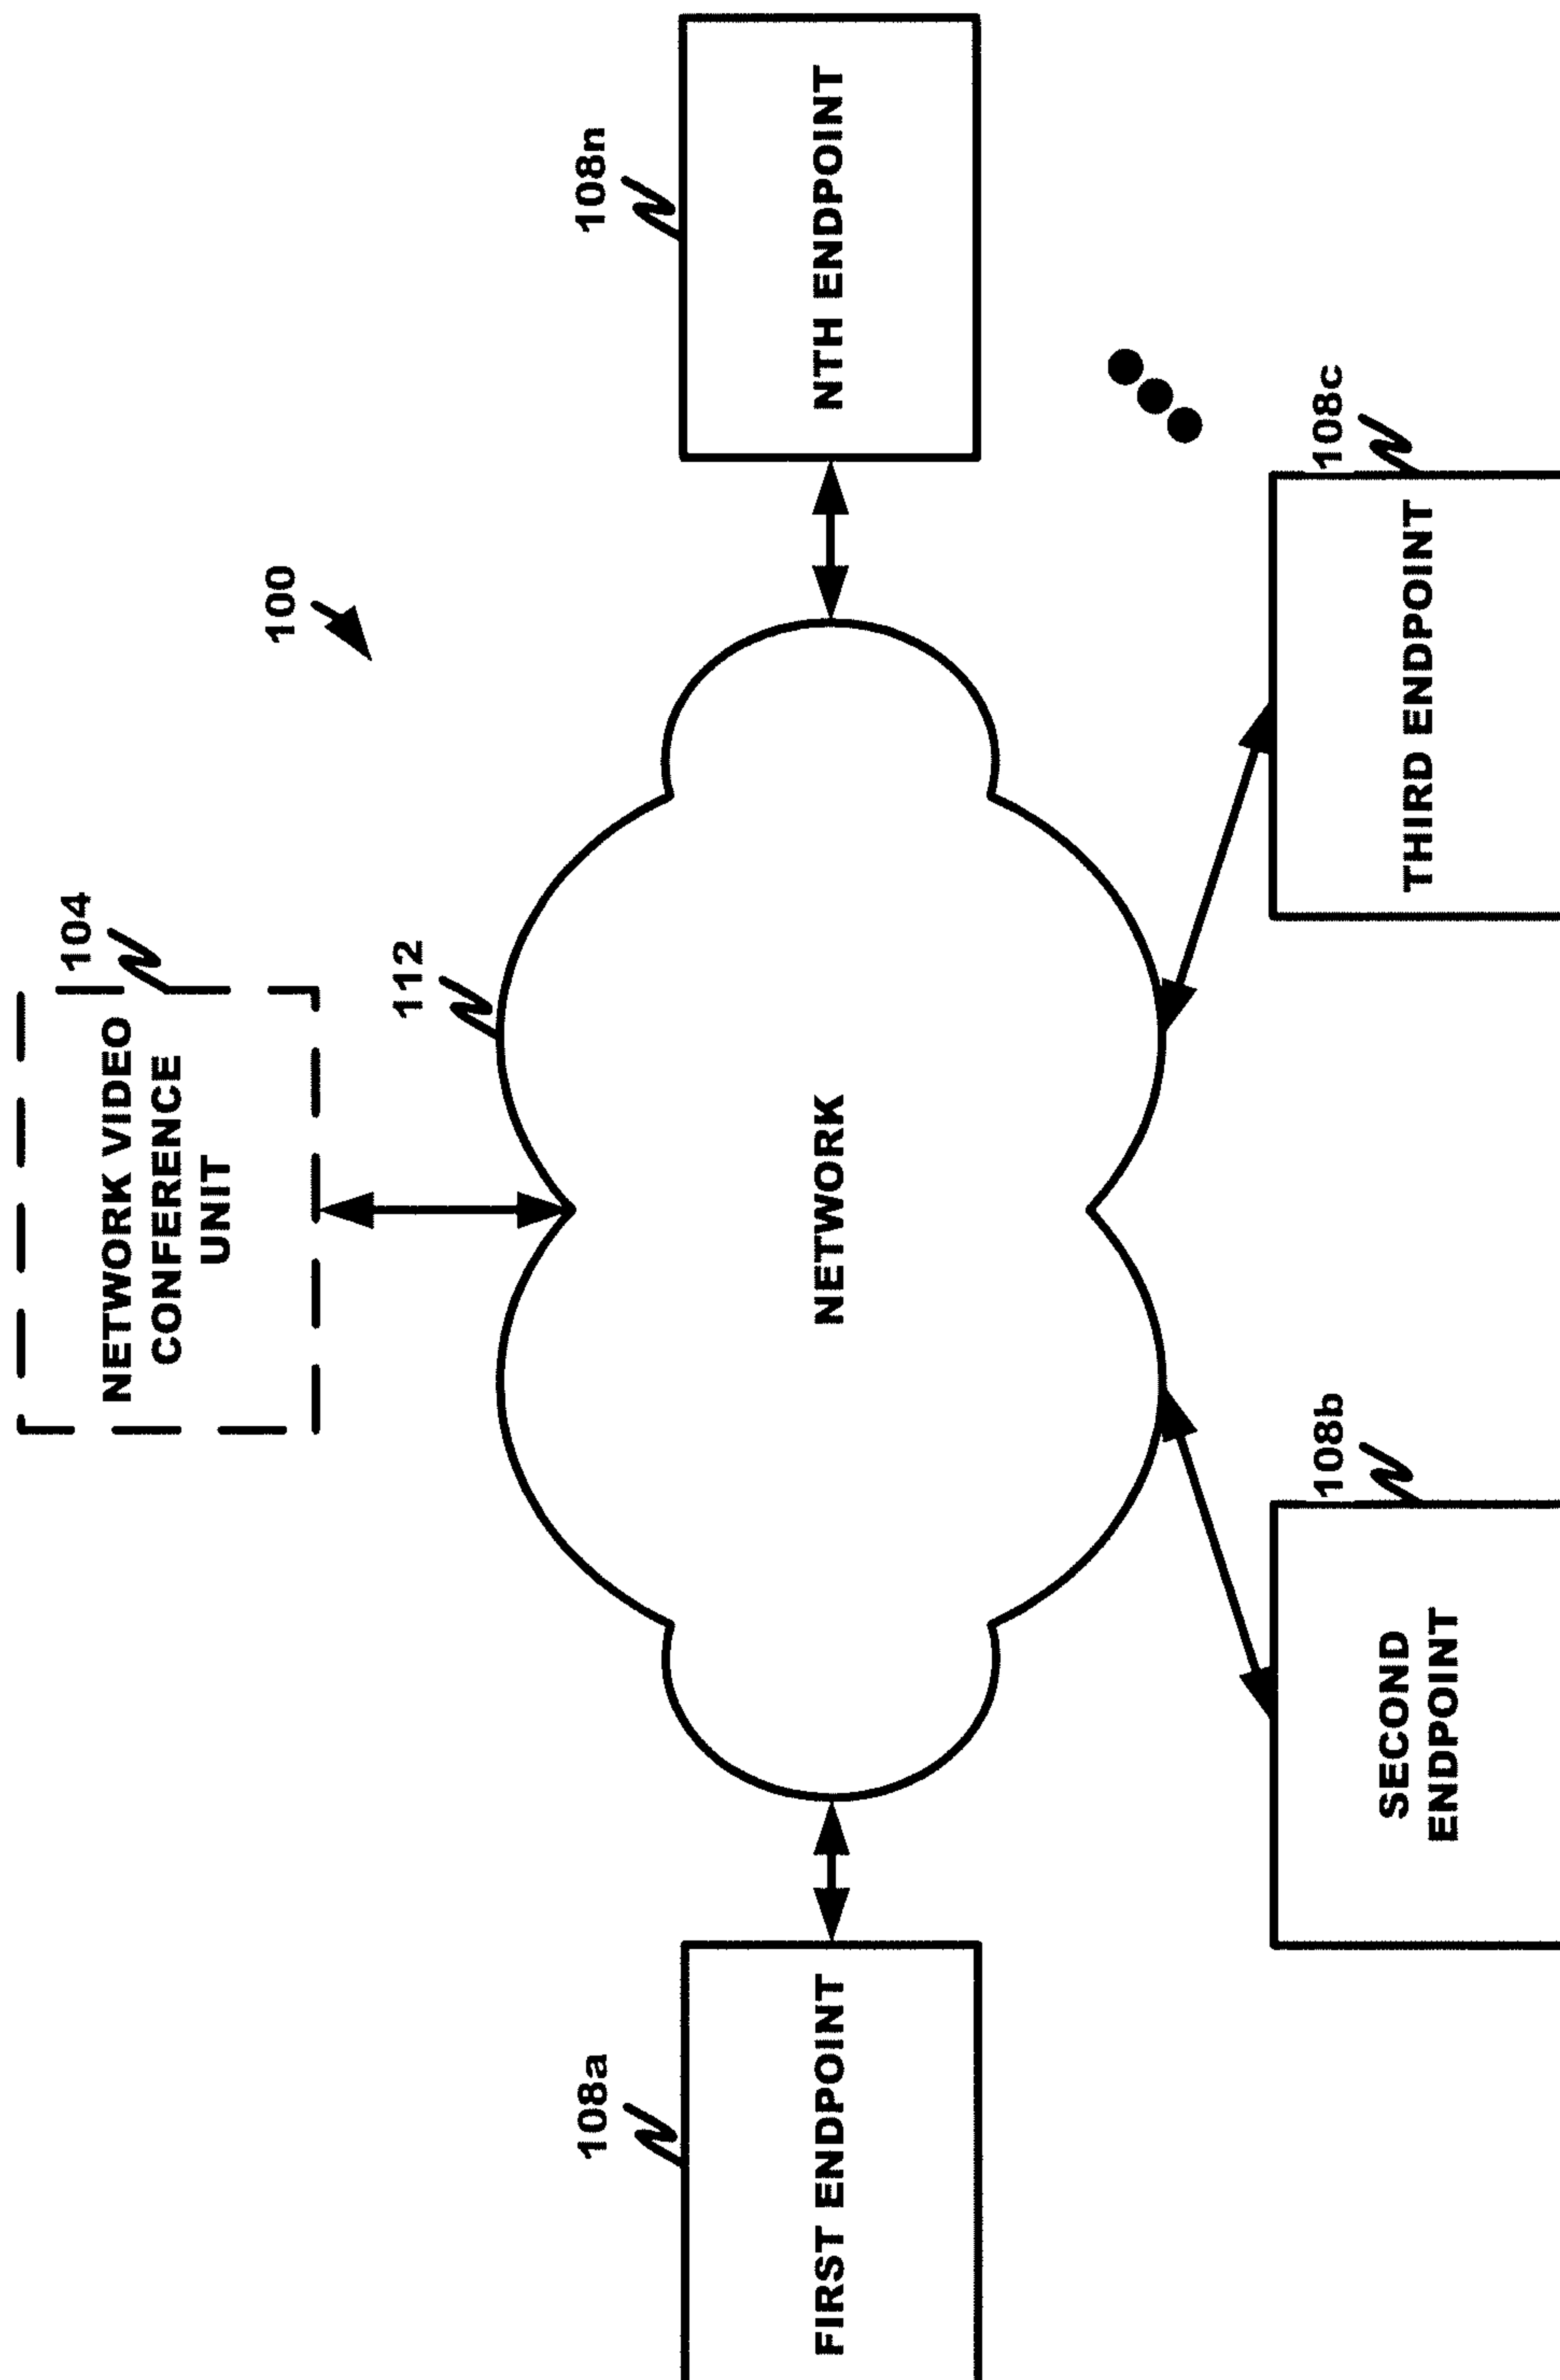 104
NETWORK VIDEO
CONFERENCE
UNIT
100
112
108a
108n
FIRST ENDPOINT
NETWORK
NTH ENDPOINT
108b
108c
SECOND
ENDPOINT
THIRD ENDPOINT